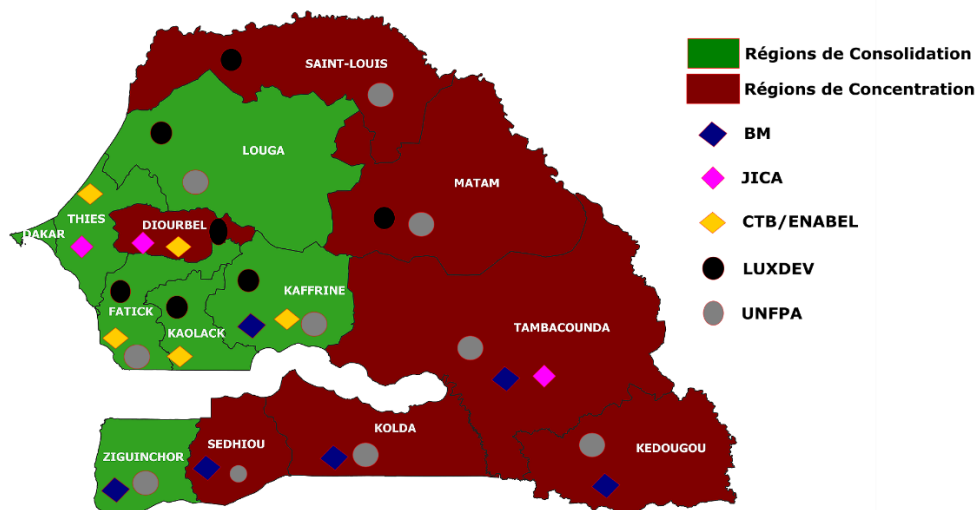 SAINT-LOUIS
LOUGA
MATAM
THIES
DIOURBEL
DAKAR
KAFFRINE
FATICK
KAOLACK
TAMBACOUNDA
ZIGUINCHOR
SEDHIOU
KOLDA
KEDOUGOU
Régions de Consolidation
Régions de Concentration
BM
JICA
CTB/ENABEL
LUXDEV
UNFPA